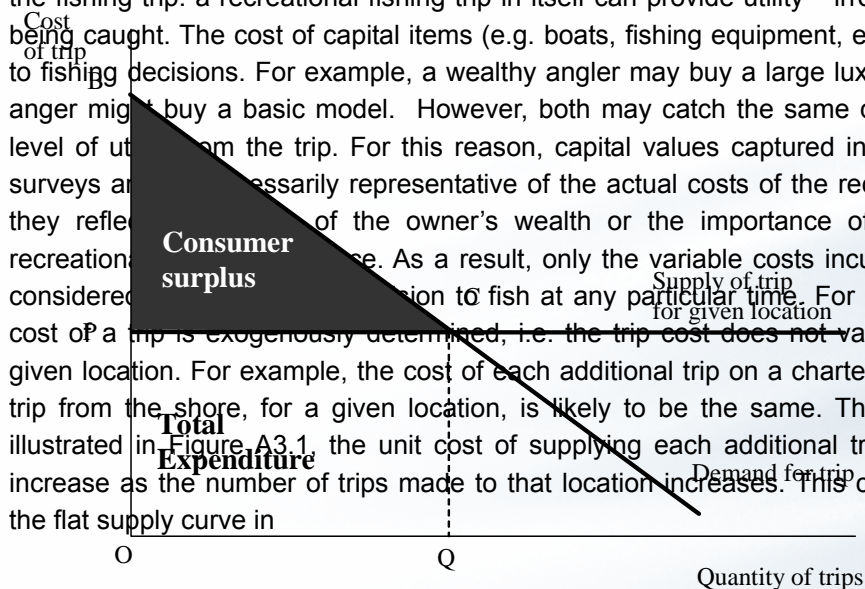 the fishing trip: a recreational fishing trip in itself can provide utility
being caught. The cost of capital items (e.g. boats, fishing equipment, e
to fishing decisions. For example, a wealthy angler may buy a large lux
anger might buy a basic model. However, both may catch the same
level of ut om the trip. For this reason, capital values captured in
surveys ar essarily representative of the actual costs of the re
they refle of the owner's wealth or the importance of
recreationa ce. As a result, only the variable costs incu
considered sion to fish at any particular time. For
cost of a trip is exogenously determined, i.e. the trip cost does not va
given location. For example, the cost of each additional trip on a charte
trip from the shore, for a given location, is likely to be the same. Th
illustrated in Figure A3.1, the unit cost of supplying each additional tr
increase as the number of trips made to that location increases. This
the flat supply curve in
Cost
of trip
B
Consumer
surplus
C
Supply of trip
for given location
P
Total
Expenditure
Demand for trip
O
Q
Quantity of trips